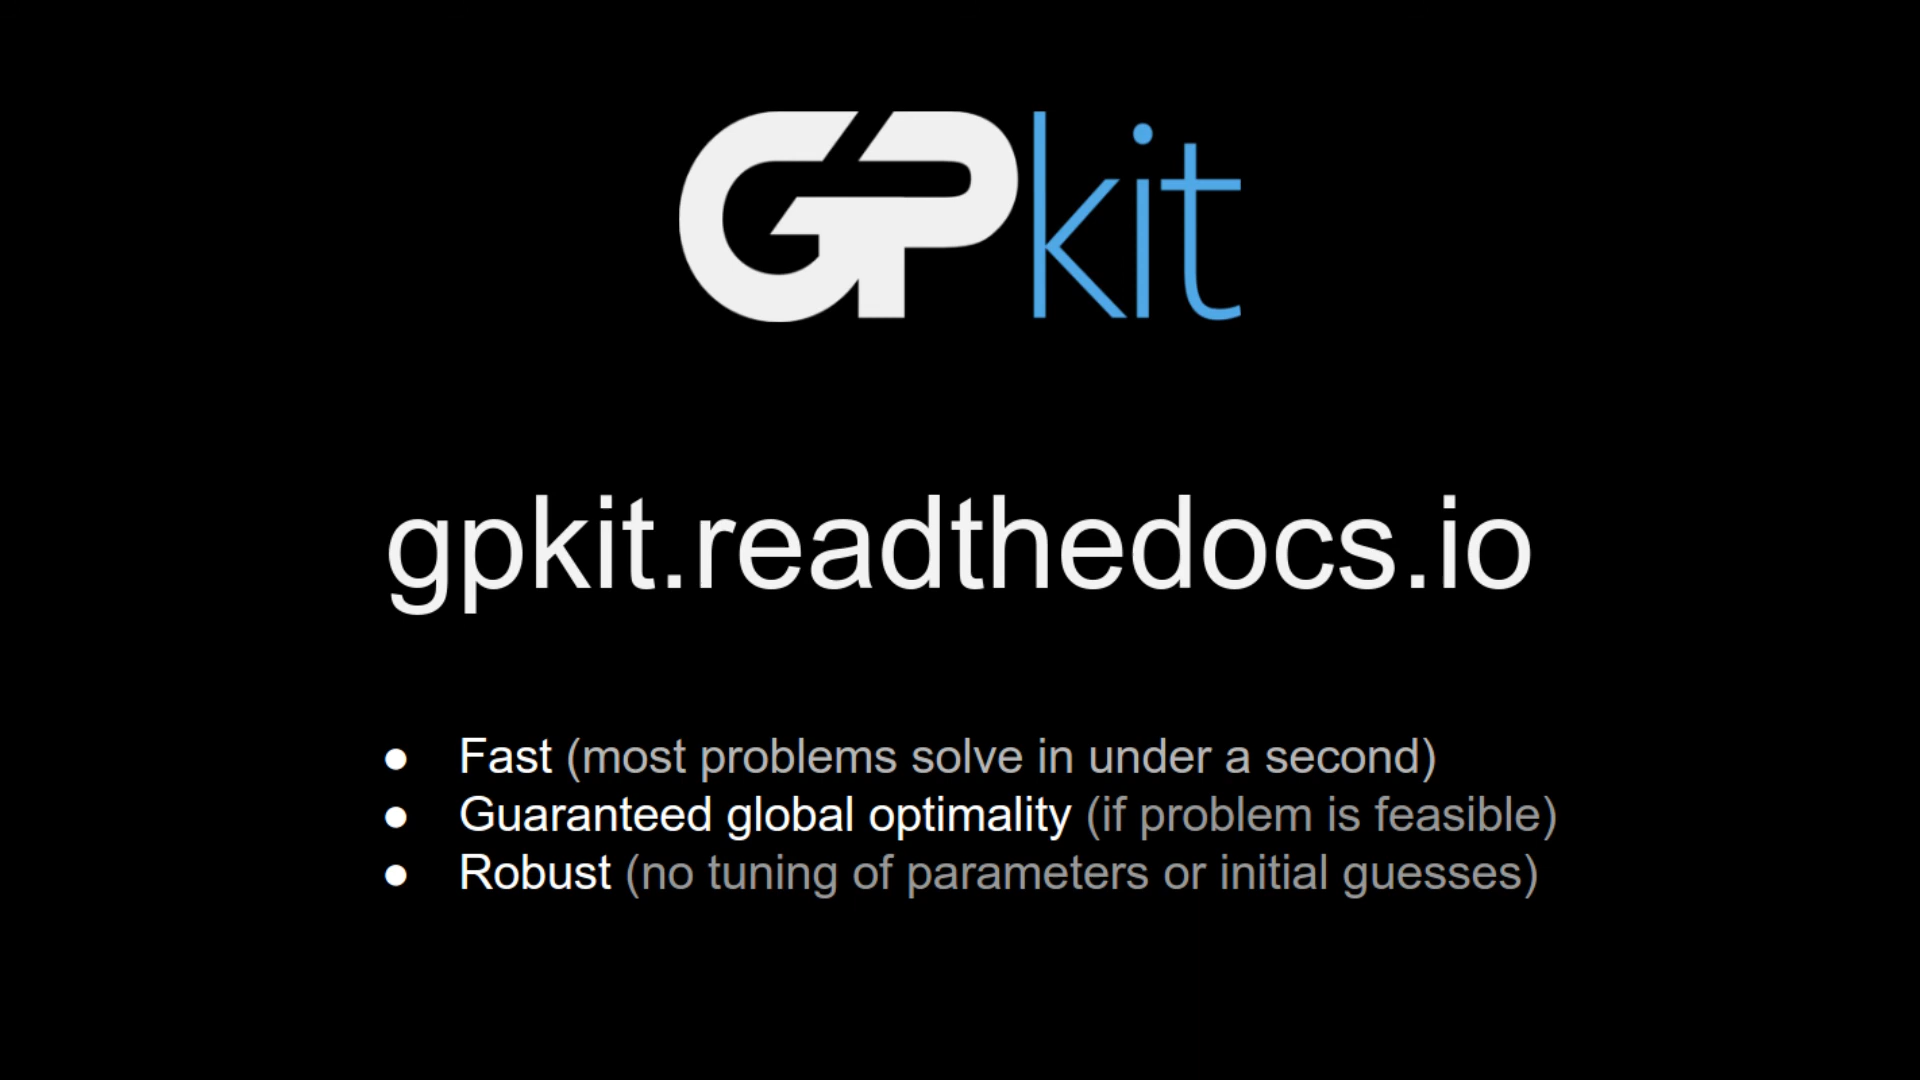 GPkit
gpkit.readthedocs.io
● Fast (most problems solve in under a second)
● Guaranteed global optimality (if problem is feasible)
● Robust (no tuning of parameters or initial guesses)